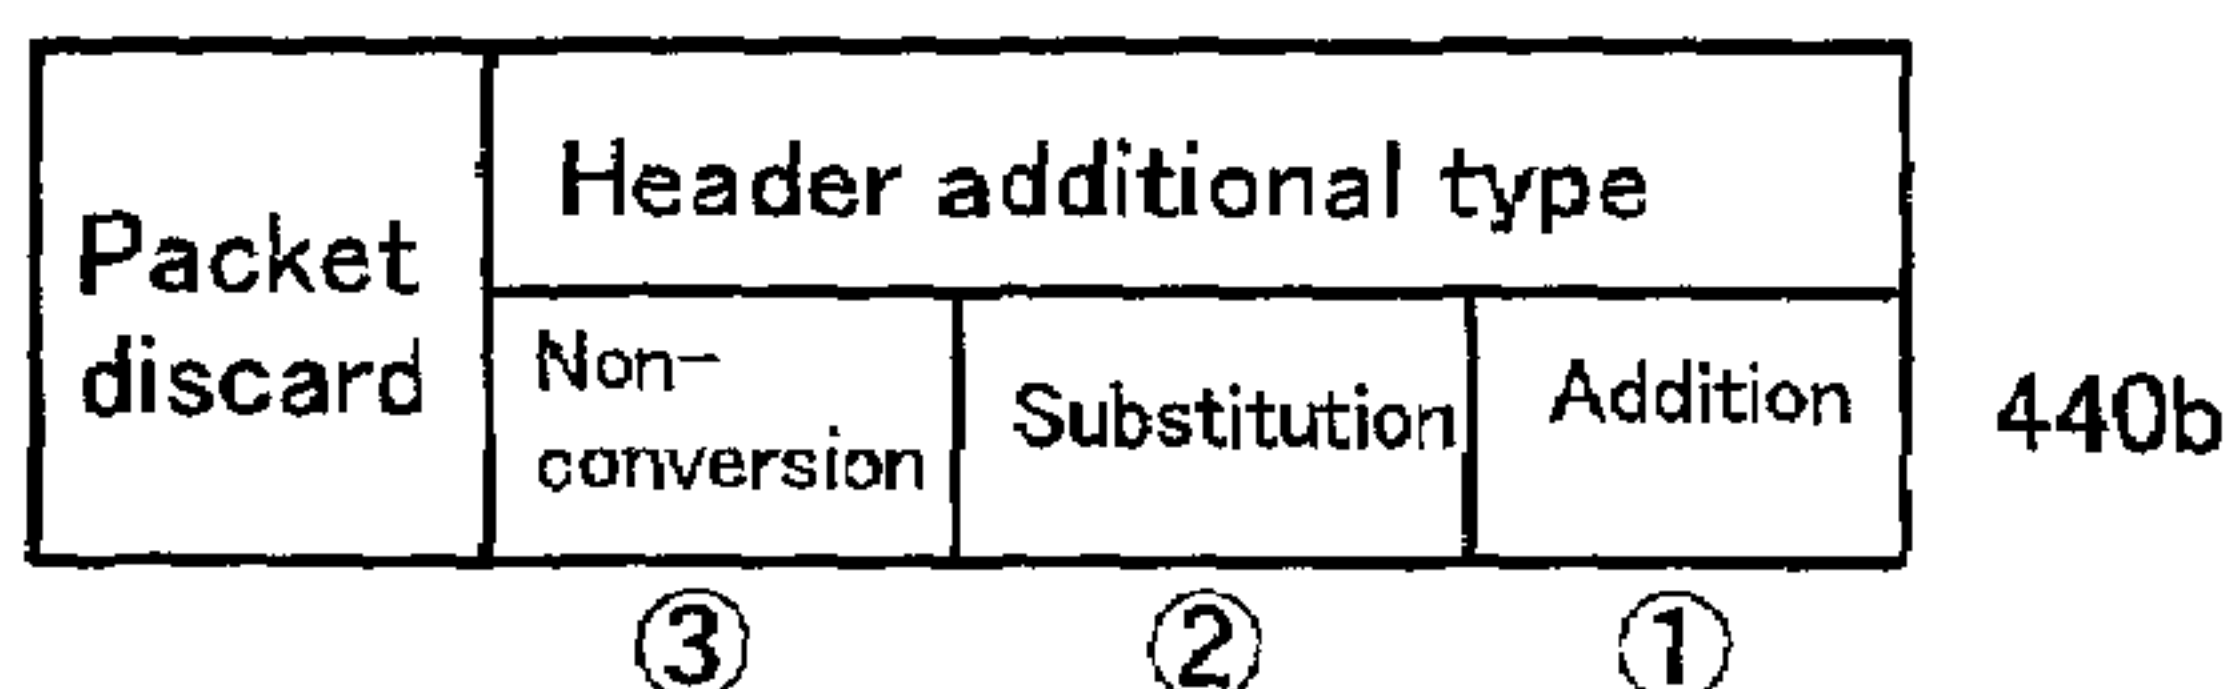 Packet
discard
Header additional type
Non-
conversion
Substitution
Addition
440b
③
②
①